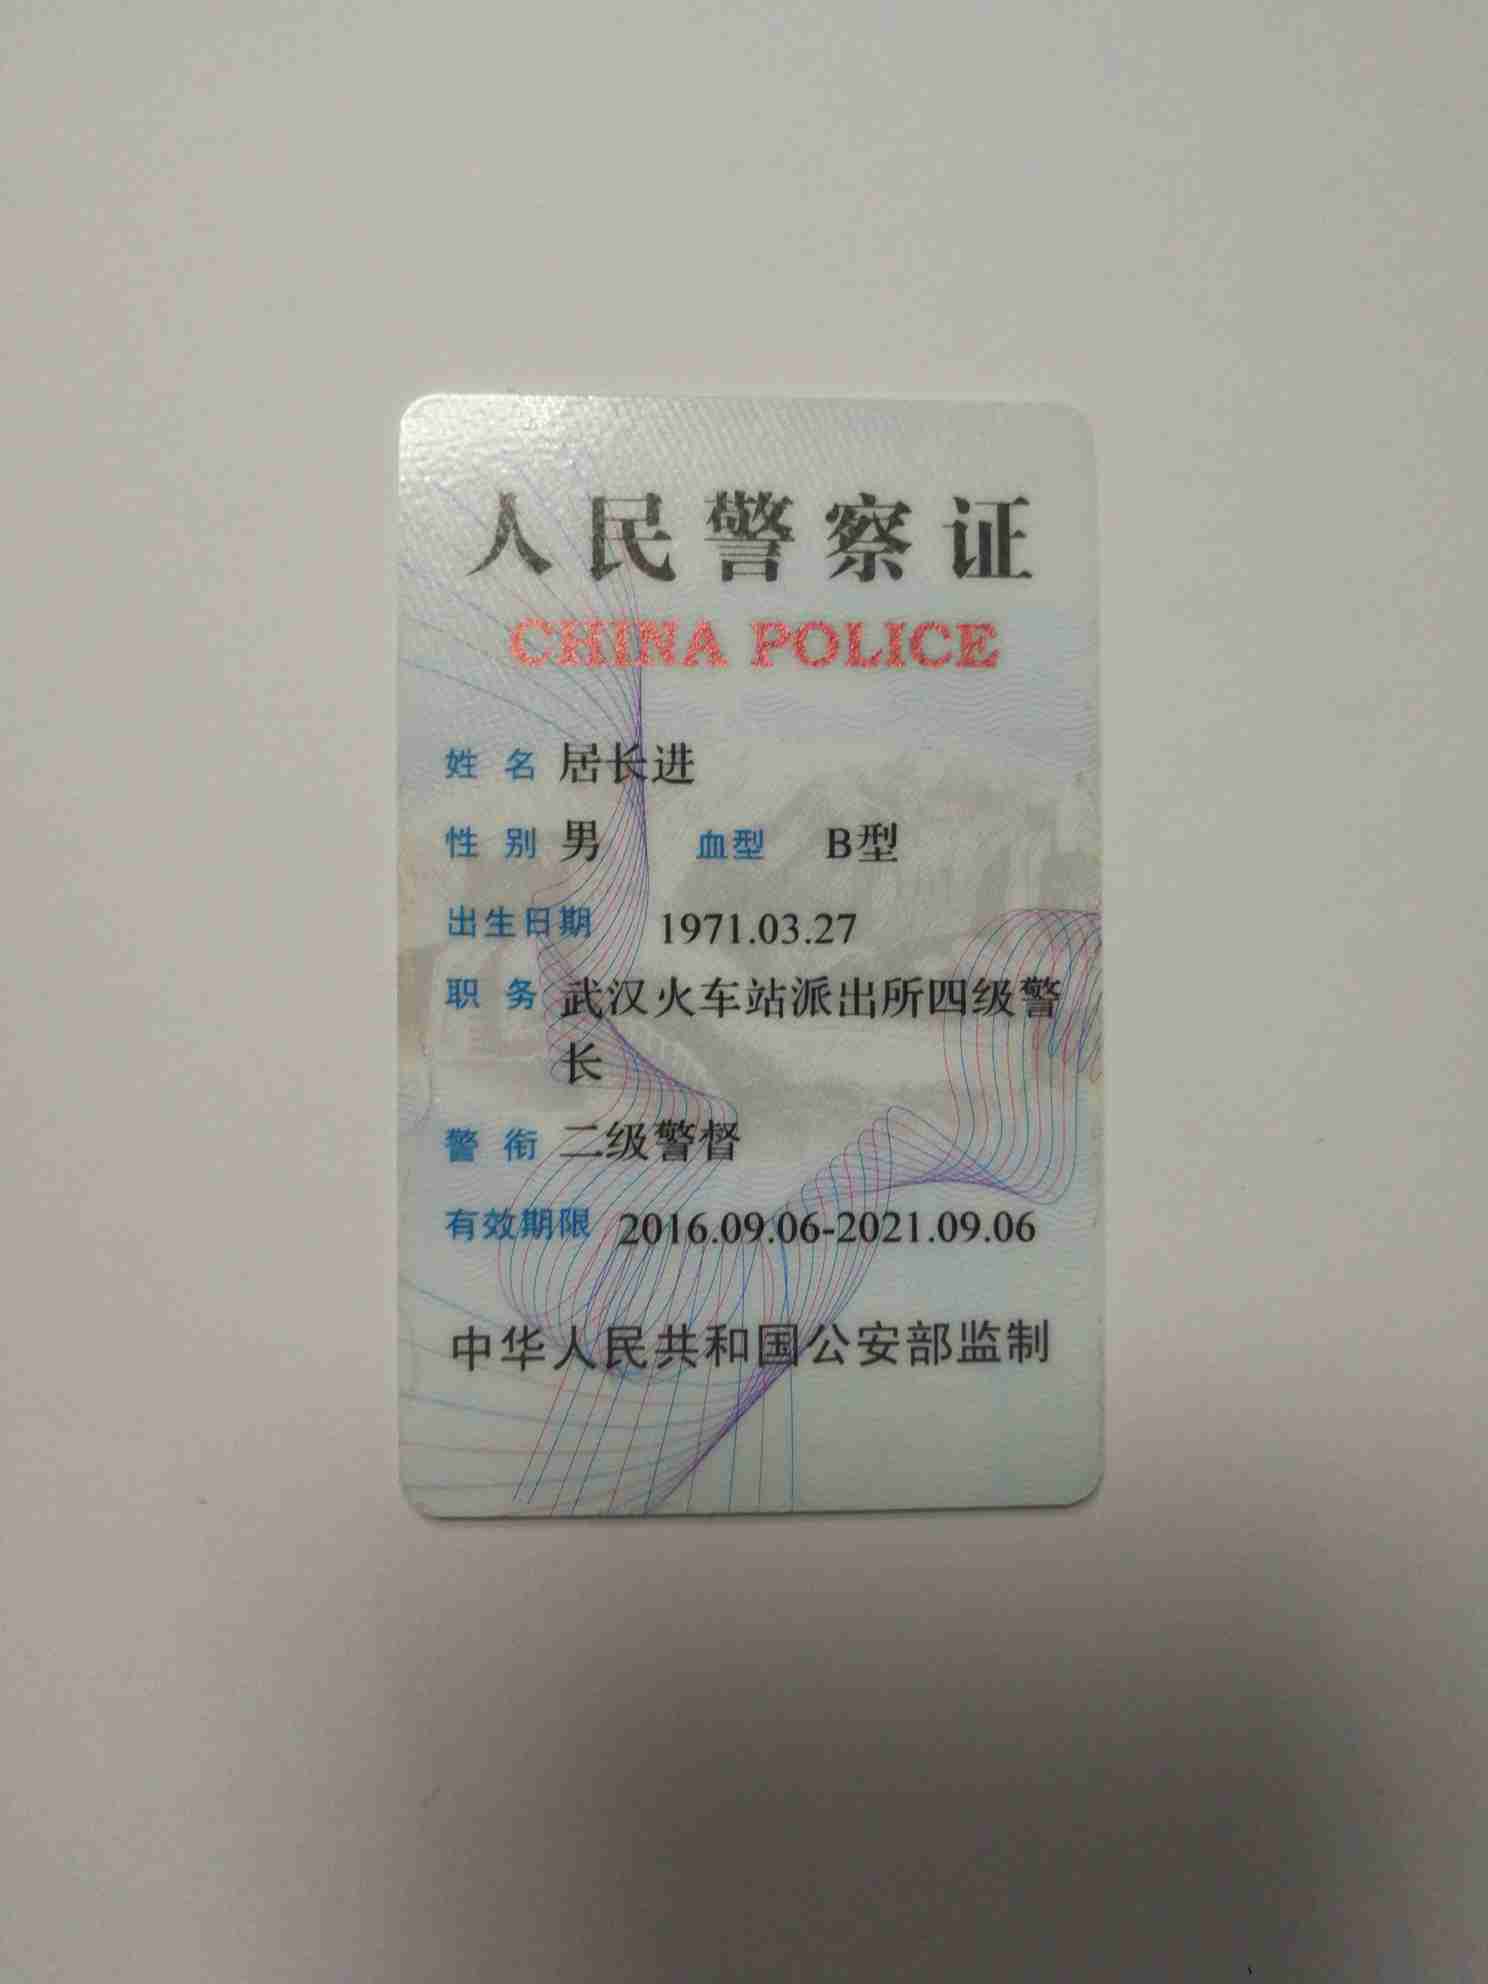 人民警察证
CHINA POLICE
姓 名 居长进
性 别 男 血型 B型
出生日期 1971.03.27
职 务 武汉火车站派出所四级警
长
警 衔 二级警督
有效期限 2016.09.06-2021.09.06
中华人民共和国公安部监制